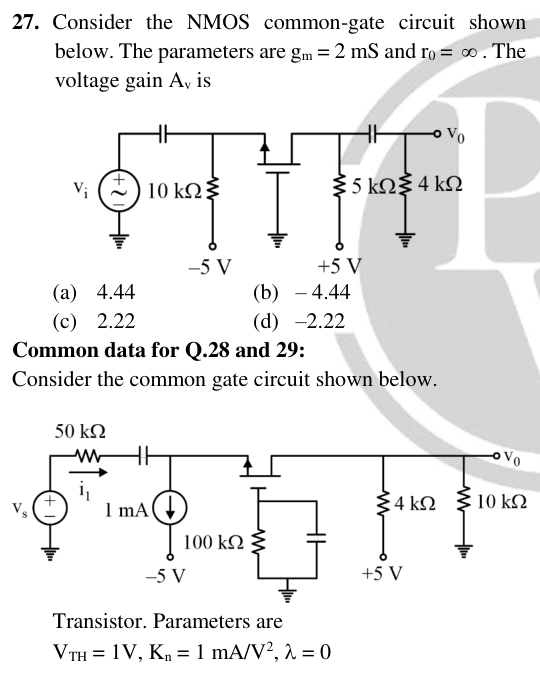 27. Consider the NMOS common-gate circuit shown
below. The parameters are gm = 2 mS and r0 = ∞ . The
voltage gain Av is
V0
Vi
+
~
−
10 kΩ
5 kΩ
4 kΩ
–5 V
+5 V
(a) 4.44
(b) – 4.44
(c) 2.22
(d) –2.22
Common data for Q.28 and 29:
Consider the common gate circuit shown below.
50 kΩ
V0
i1
Vs
+
−
1 mA
4 kΩ
10 kΩ
100 kΩ
–5 V
+5 V
Transistor. Parameters are
VTH = 1V, Kn = 1 mA/V², λ = 0